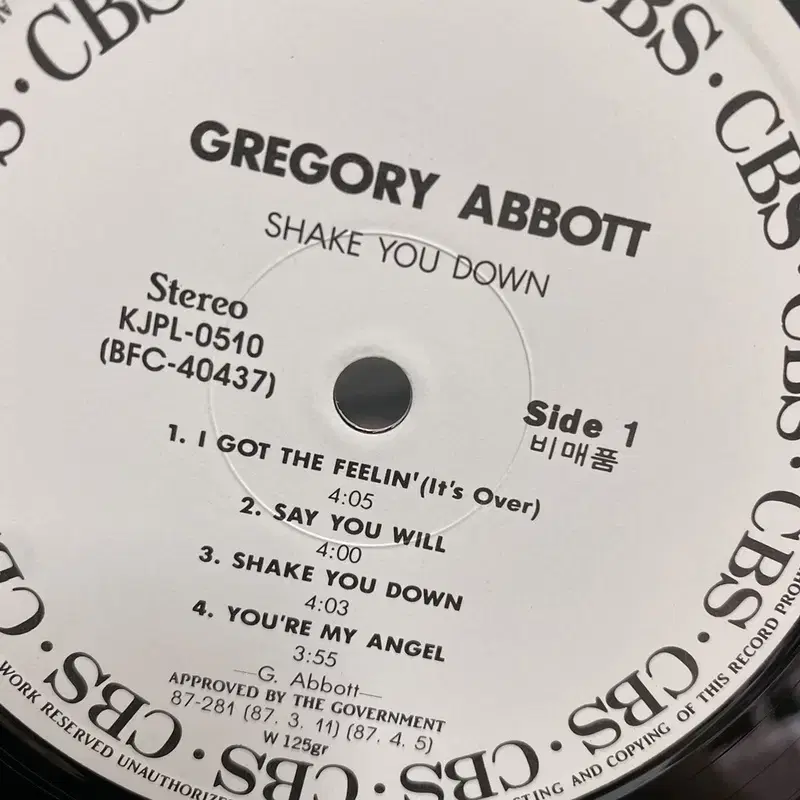 GREGORY ABBOTT
SHAKE YOU DOWN
Stereo
KJPL-0510
(BFC-40437)
Side 1
비매품
1. I GOT THE FEELIN' (It's Over)
4:05
2. SAY YOU WILL
4:00
3. SHAKE YOU DOWN
4:03
4. YOU'RE MY ANGEL
3:55
—G. Abbott—
APPROVED BY THE GOVERNMENT
87-281 (87. 3. 11) (87. 4. 5)
W 125gr
CBS · CBS · CBS · CBS · CBS · CBS · CBS · CBS · CBS
WORK RESERVED UNAUTHORIZE
AND COPYING OF THIS RECORD